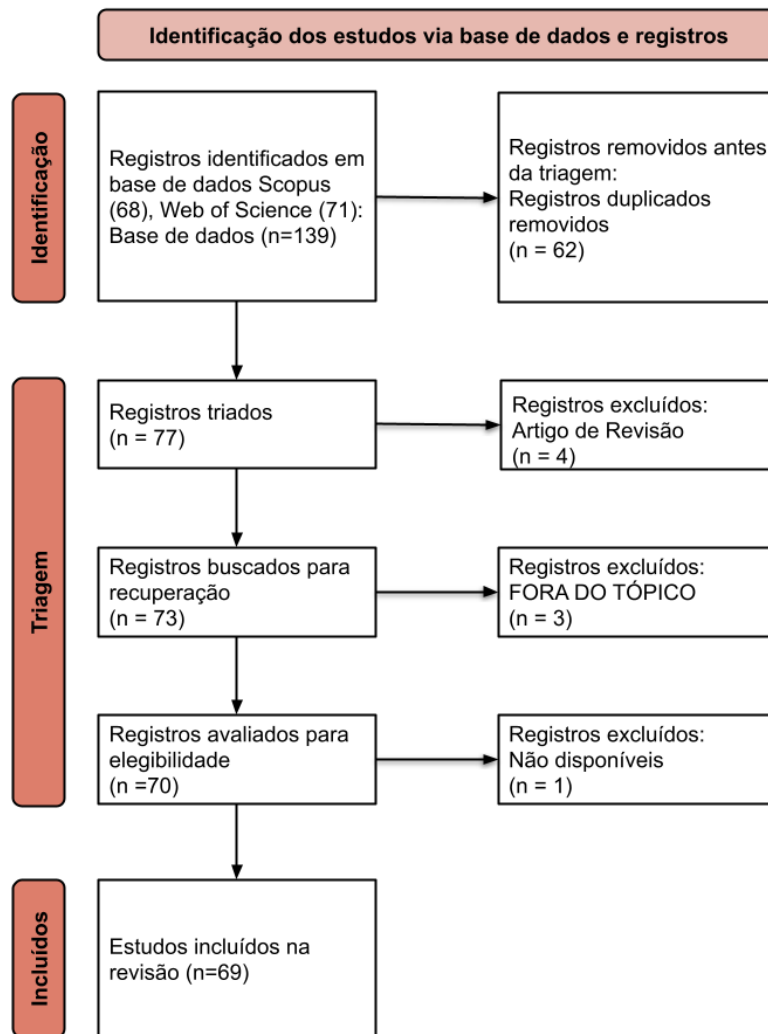 Identificação dos estudos via base de dados e registros
Identificação
Registros identificados em
base de dados Scopus
(68), Web of Science (71):
Base de dados (n=139)
Registros removidos antes
da triagem:
Registros duplicados
removidos
(n = 62)
Triagem
Registros triados
(n = 77)
Registros excluídos:
Artigo de Revisão
(n = 4)
Registros buscados para
recuperação
(n = 73)
Registros excluídos:
FORA DO TÓPICO
(n = 3)
Registros avaliados para
elegibilidade
(n =70)
Registros excluídos:
Não disponíveis
(n = 1)
Incluídos
Estudos incluídos na
revisão (n=69)